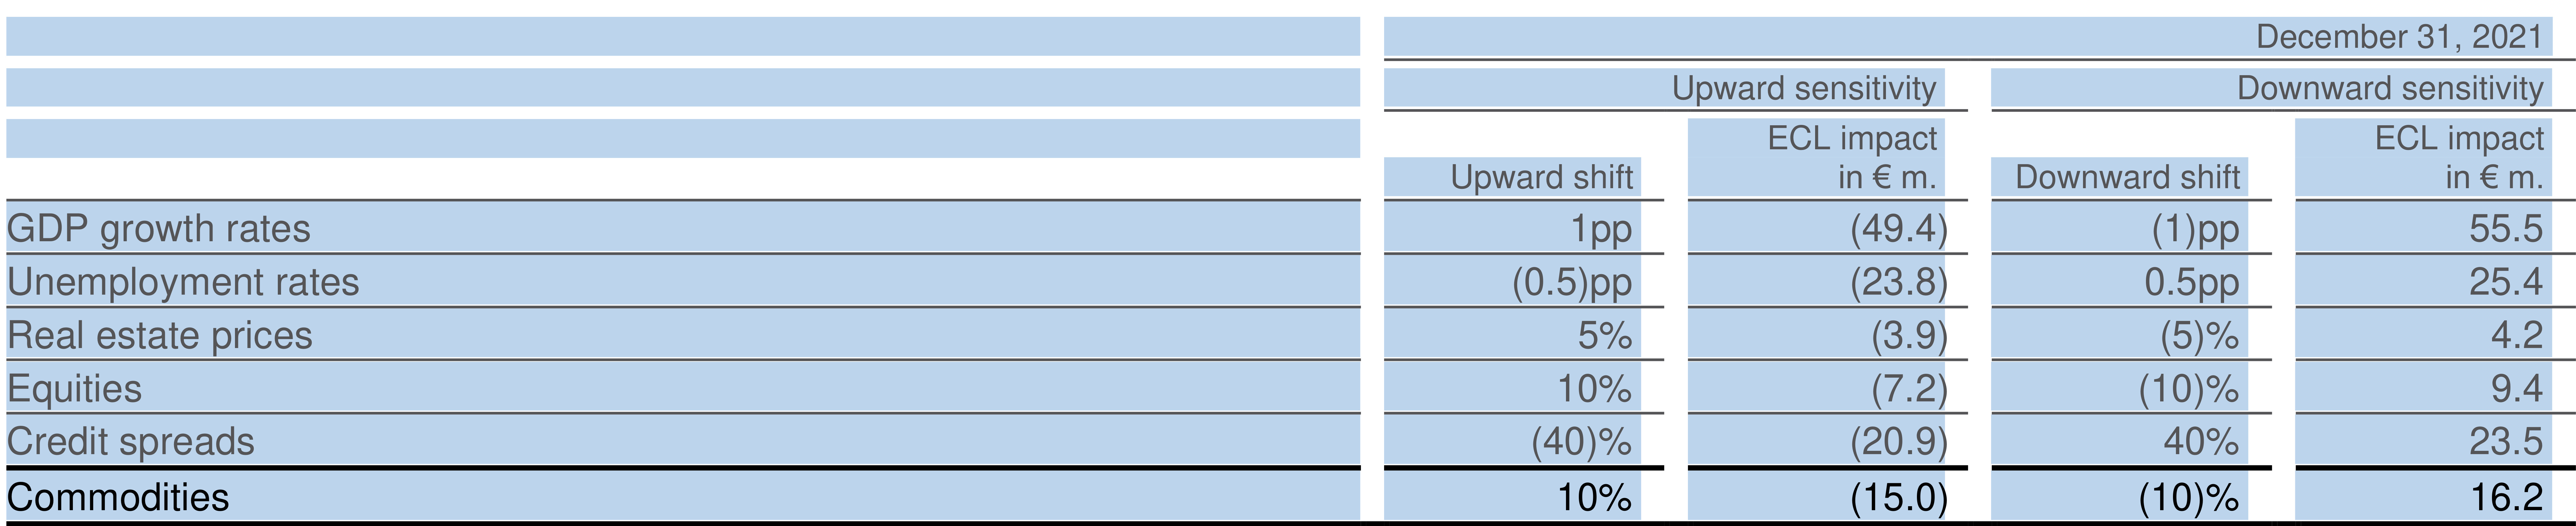 December 31, 2021
Upward sensitivity Downward sensitivity
ECL impact ECL impact
Upward shift in € m. Downward shift in € m.
GDP growth rates 1pp (49.4) (1)pp 55.5
Unemployment rates (0.5)pp (23.8) 0.5pp 25.4
Real estate prices 5% (3.9) (5)% 4.2
Equities 10% (7.2) (10)% 9.4
Credit spreads (40)% (20.9) 40% 23.5
Commodities 10% (15.0) (10)% 16.2